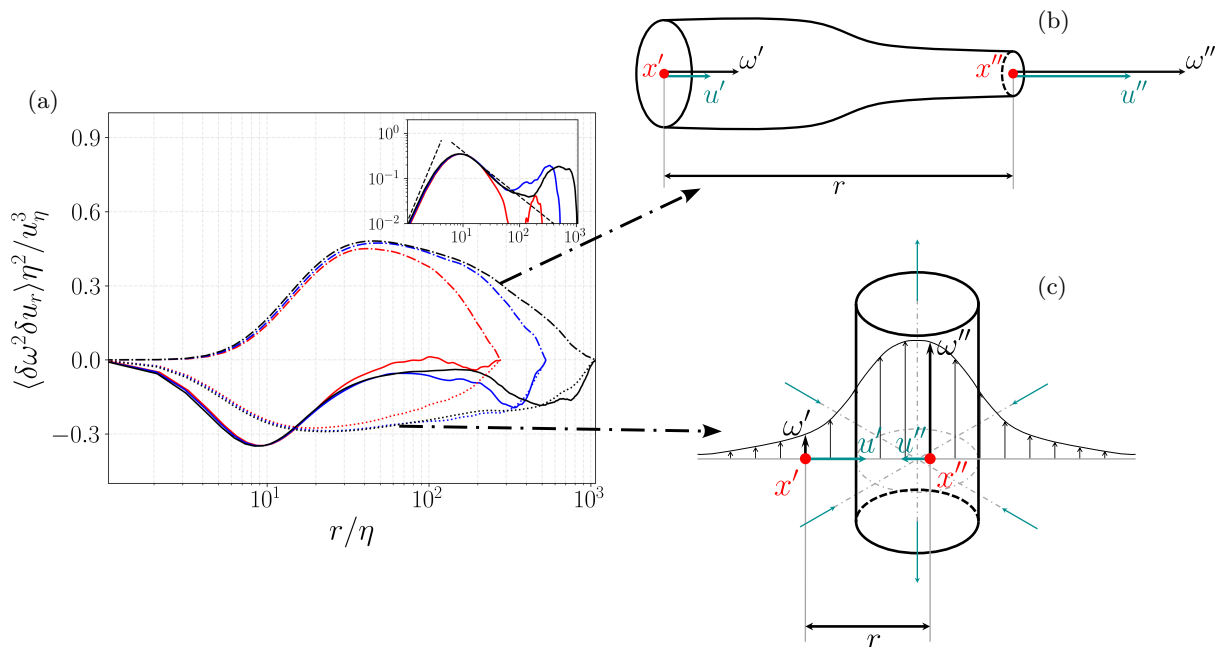 (a)
⟨δω²δu_r⟩η²/u_η³
0.9
0.6
0.3
0.0
−0.3
10¹
10²
10³
r/η
10⁰
10⁻¹
10⁻²
10¹
10²
10³
(b)
x′
ω′
u′
x″
ω″
u″
r
(c)
ω″
ω′
u′
u″
x′
x″
r